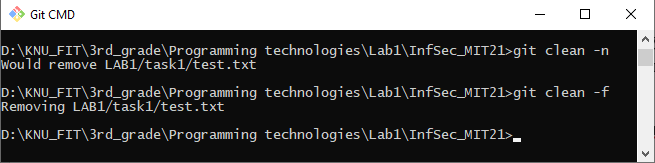 Git CMD
D:\KNU_FIT\3rd_grade\Programming technologies\Lab1\InfSec_MIT21>git clean -n
Would remove LAB1/task1/test.txt
D:\KNU_FIT\3rd_grade\Programming technologies\Lab1\InfSec_MIT21>git clean -f
Removing LAB1/task1/test.txt
D:\KNU_FIT\3rd_grade\Programming technologies\Lab1\InfSec_MIT21>